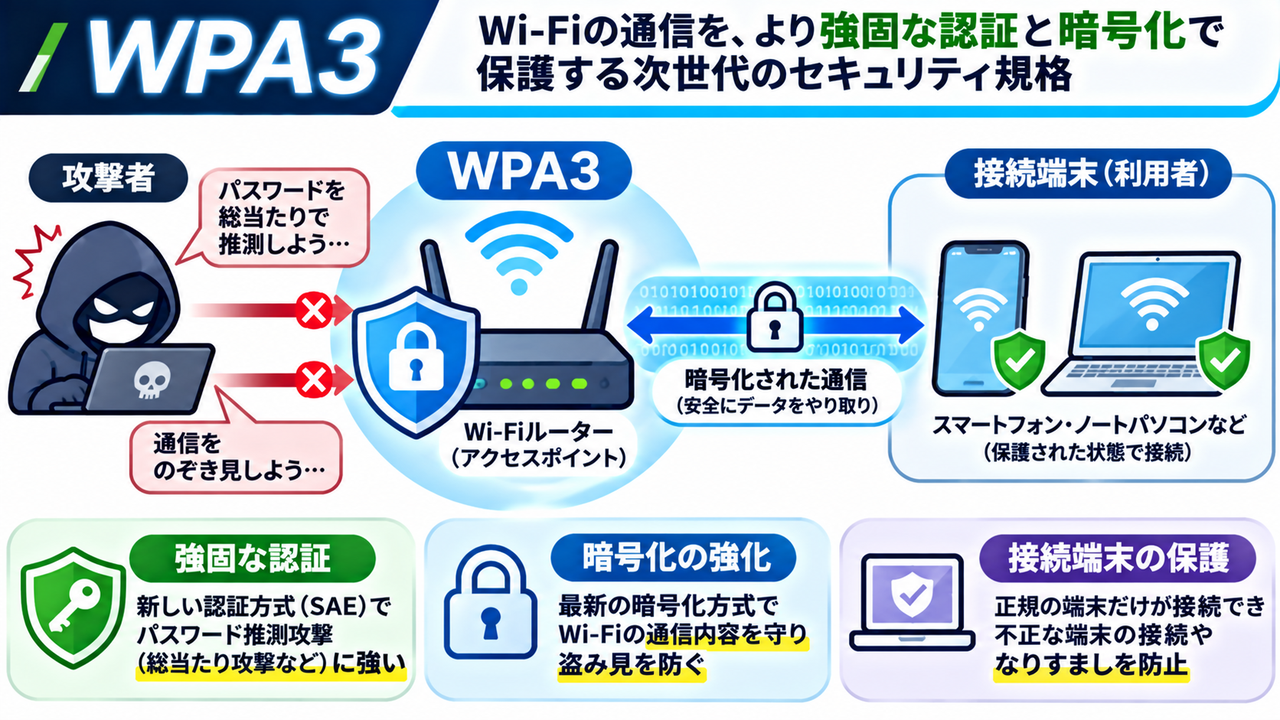 WPA3
Wi-Fiの通信を、より強固な認証と暗号化で
保護する次世代のセキュリティ規格
攻撃者
パスワードを
総当たりで
推測しよう…
通信を
のぞき見しよう…
WPA3
Wi-Fiルーター
（アクセスポイント）
暗号化された通信
（安全にデータをやり取り）
接続端末（利用者）
スマートフォン・ノートパソコンなど
（保護された状態で接続）
強固な認証
新しい認証方式（SAE）で
パスワード推測攻撃
（総当たり攻撃など）に強い
暗号化の強化
最新の暗号化方式で
Wi-Fiの通信内容を守り
盗み見を防ぐ
接続端末の保護
正規の端末だけが接続でき
不正な端末の接続や
なりすましを防止